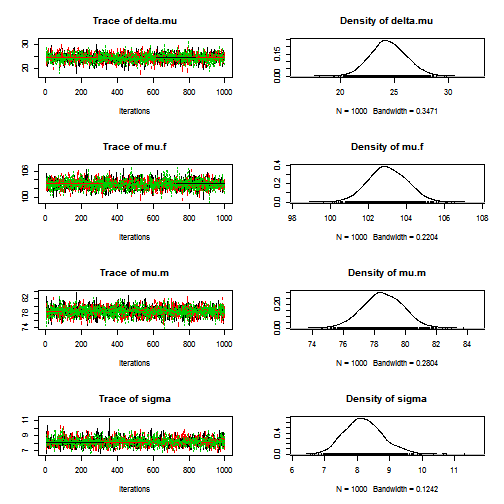 Trace of delta.mu
20 30
0 200 400 600 800 1000
Iterations
Density of delta.mu
0.00 0.15
20 25 30
N = 1000 Bandwidth = 0.3471
Trace of mu.f
100 106
0 200 400 600 800 1000
Iterations
Density of mu.f
0.0 0.2 0.4
98 100 102 104 106 108
N = 1000 Bandwidth = 0.2204
Trace of mu.m
74 78 82
0 200 400 600 800 1000
Iterations
Density of mu.m
0.00 0.20
74 76 78 80 82 84
N = 1000 Bandwidth = 0.2804
Trace of sigma
7 9 11
0 200 400 600 800 1000
Iterations
Density of sigma
0.0 0.4
6 7 8 9 10 11
N = 1000 Bandwidth = 0.1242